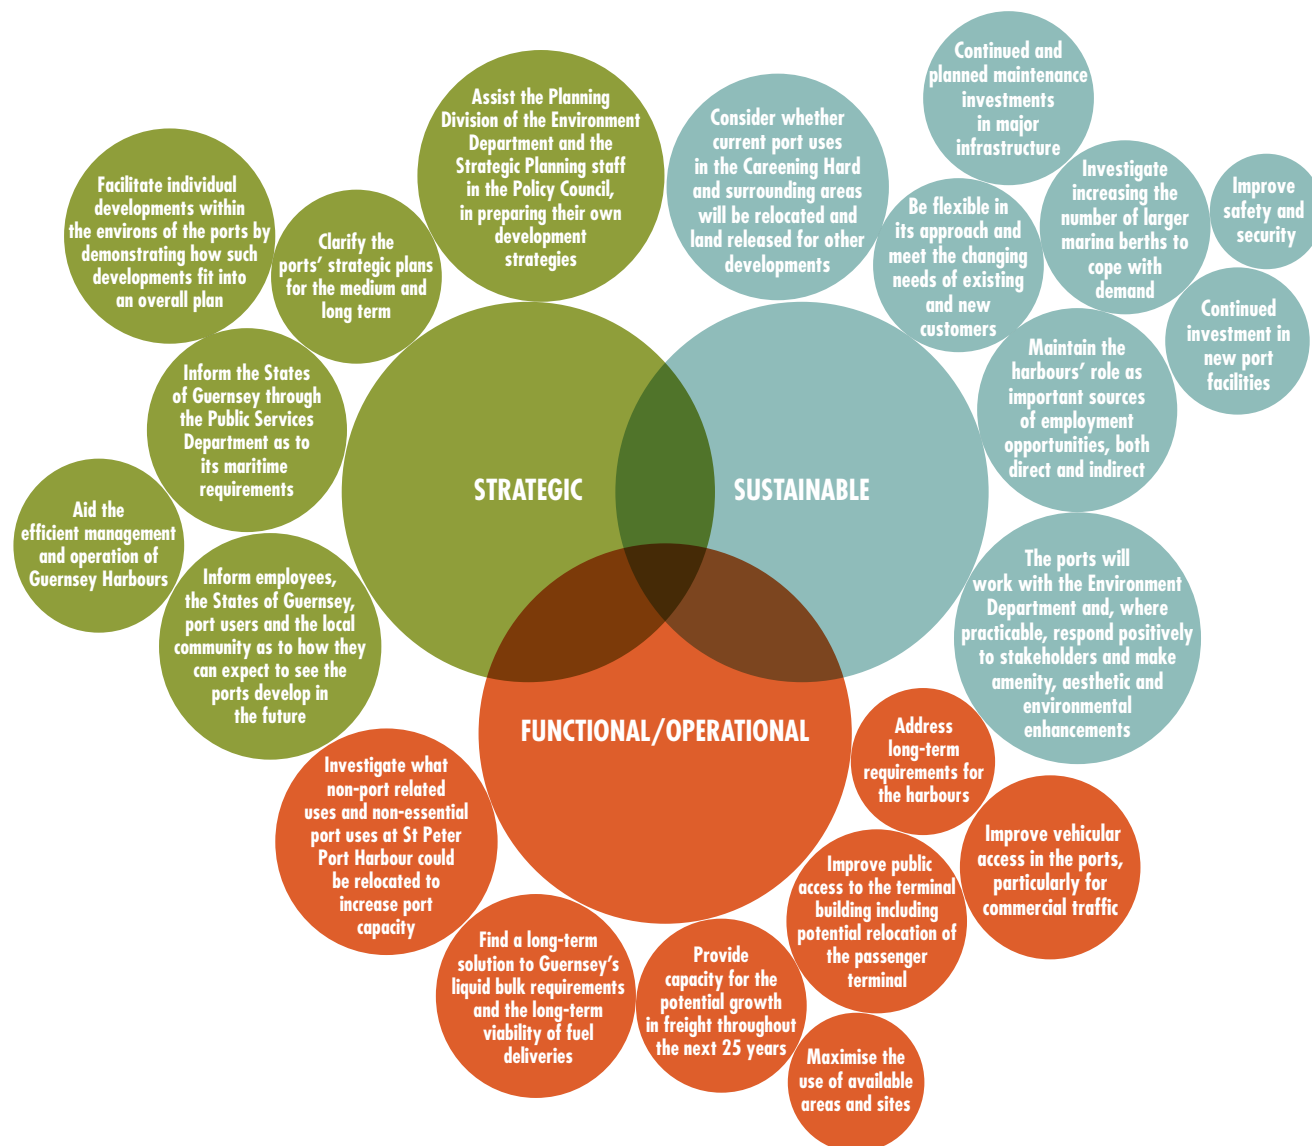 Assist the Planning
Division of the Environment
Department and the
Strategic Planning staff
in the Policy Council,
in preparing their own
development
strategies
Facilitate individual
developments within
the environs of the ports by
demonstrating how such
developments fit into
an overall plan
Clarify the
ports’ strategic plans
for the medium and
long term
Inform the States
of Guernsey through
the Public Services
Department as to
its maritime
requirements
Aid the
efficient management
and operation of
Guernsey Harbours
Inform employees,
the States of Guernsey,
port users and the local
community as to how they
can expect to see the
ports develop in
the future
STRATEGIC
SUSTAINABLE
FUNCTIONAL/OPERATIONAL
Consider whether
current port uses
in the Careening Hard
and surrounding areas
will be relocated and
land released for other
developments
Continued and
planned maintenance
investments
in major
infrastructure
Be flexible in
its approach and
meet the changing
needs of existing
and new
customers
Investigate
increasing the
number of larger
marina berths to
cope with
demand
Improve
safety and
security
Continued
investment in
new port
facilities
Maintain the
harbours’ role as
important sources
of employment
opportunities, both
direct and indirect
The ports will
work with the Environment
Department and, where
practicable, respond positively
to stakeholders and make
amenity, aesthetic and
environmental
enhancements
Investigate what
non-port related
uses and non-essential
port uses at St Peter
Port Harbour could
be relocated to
increase port
capacity
Find a long-term
solution to Guernsey’s
liquid bulk requirements
and the long-term
viability of fuel
deliveries
Provide
capacity for the
potential growth
in freight throughout
the next 25 years
Address
long-term
requirements for
the harbours
Improve public
access to the terminal
building including
potential relocation of
the passenger
terminal
Improve vehicular
access in the ports,
particularly for
commercial traffic
Maximise the
use of available
areas and sites